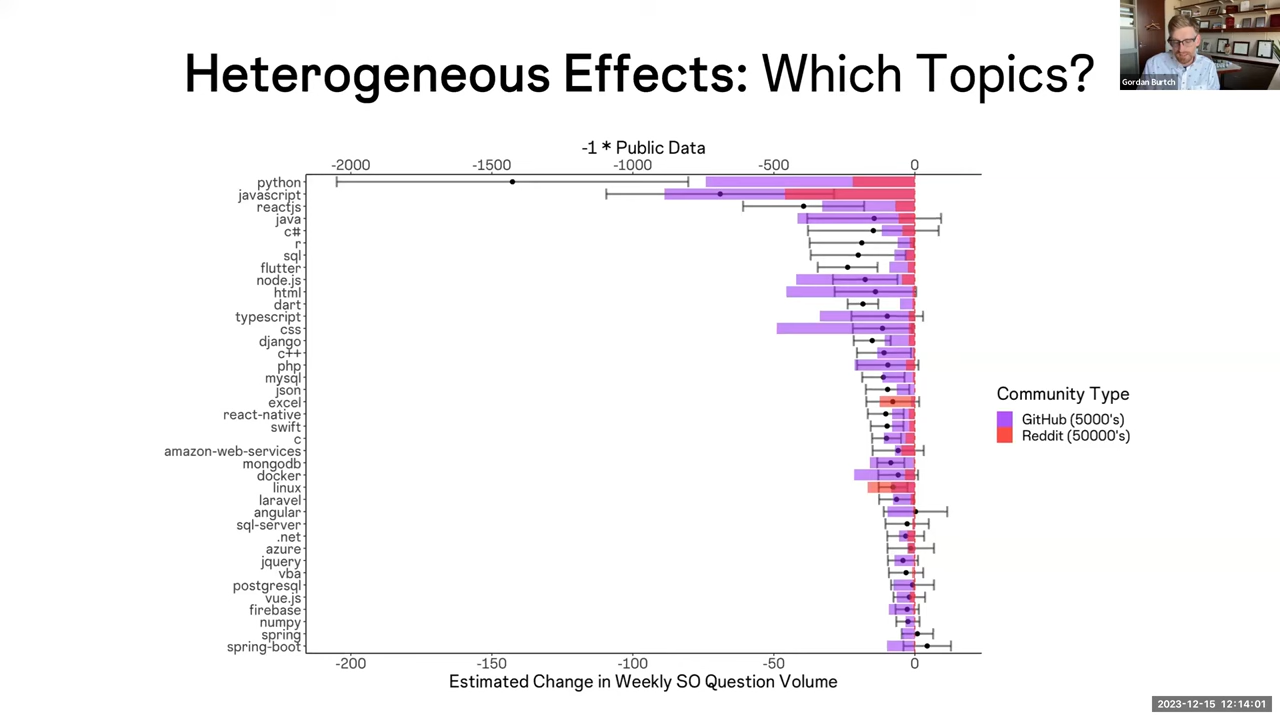 Heterogeneous Effects: Which Topics?
Gordan Burtch
-1 * Public Data
-2000 -1500 -1000 -500 0
python
javascript
reactjs
java
c#
r
sql
flutter
node.js
html
dart
typescript
css
django
c++
php
mysql
json
excel
react-native
swift
c
amazon-web-services
mongodb
docker
linux
laravel
angular
sql-server
.net
azure
jquery
vba
postgresql
vue.js
firebase
numpy
spring
spring-boot
-200 -150 -100 -50 0
Estimated Change in Weekly SO Question Volume
Community Type
GitHub (5000's)
Reddit (50000's)
2023-12-15 12:14:01